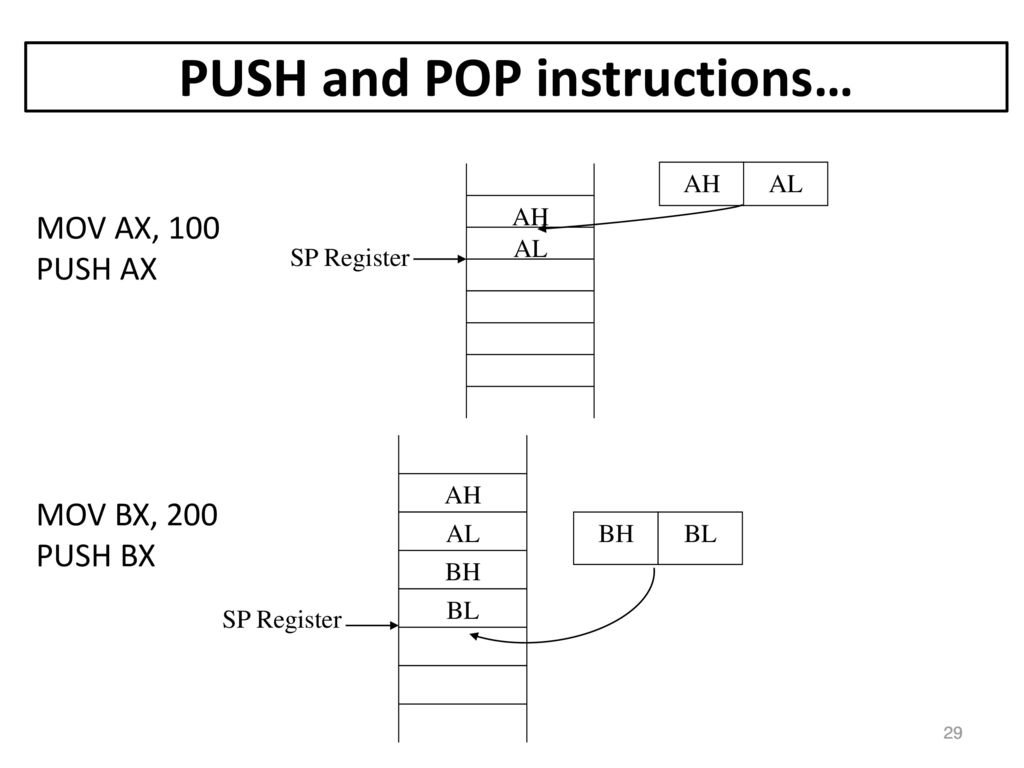 PUSH and POP instructions…
AH AL
MOV AX, 100
PUSH AX
SP Register
AH
AL
MOV BX, 200
PUSH BX
SP Register
AH
AL
BH
BL
BH BL
29